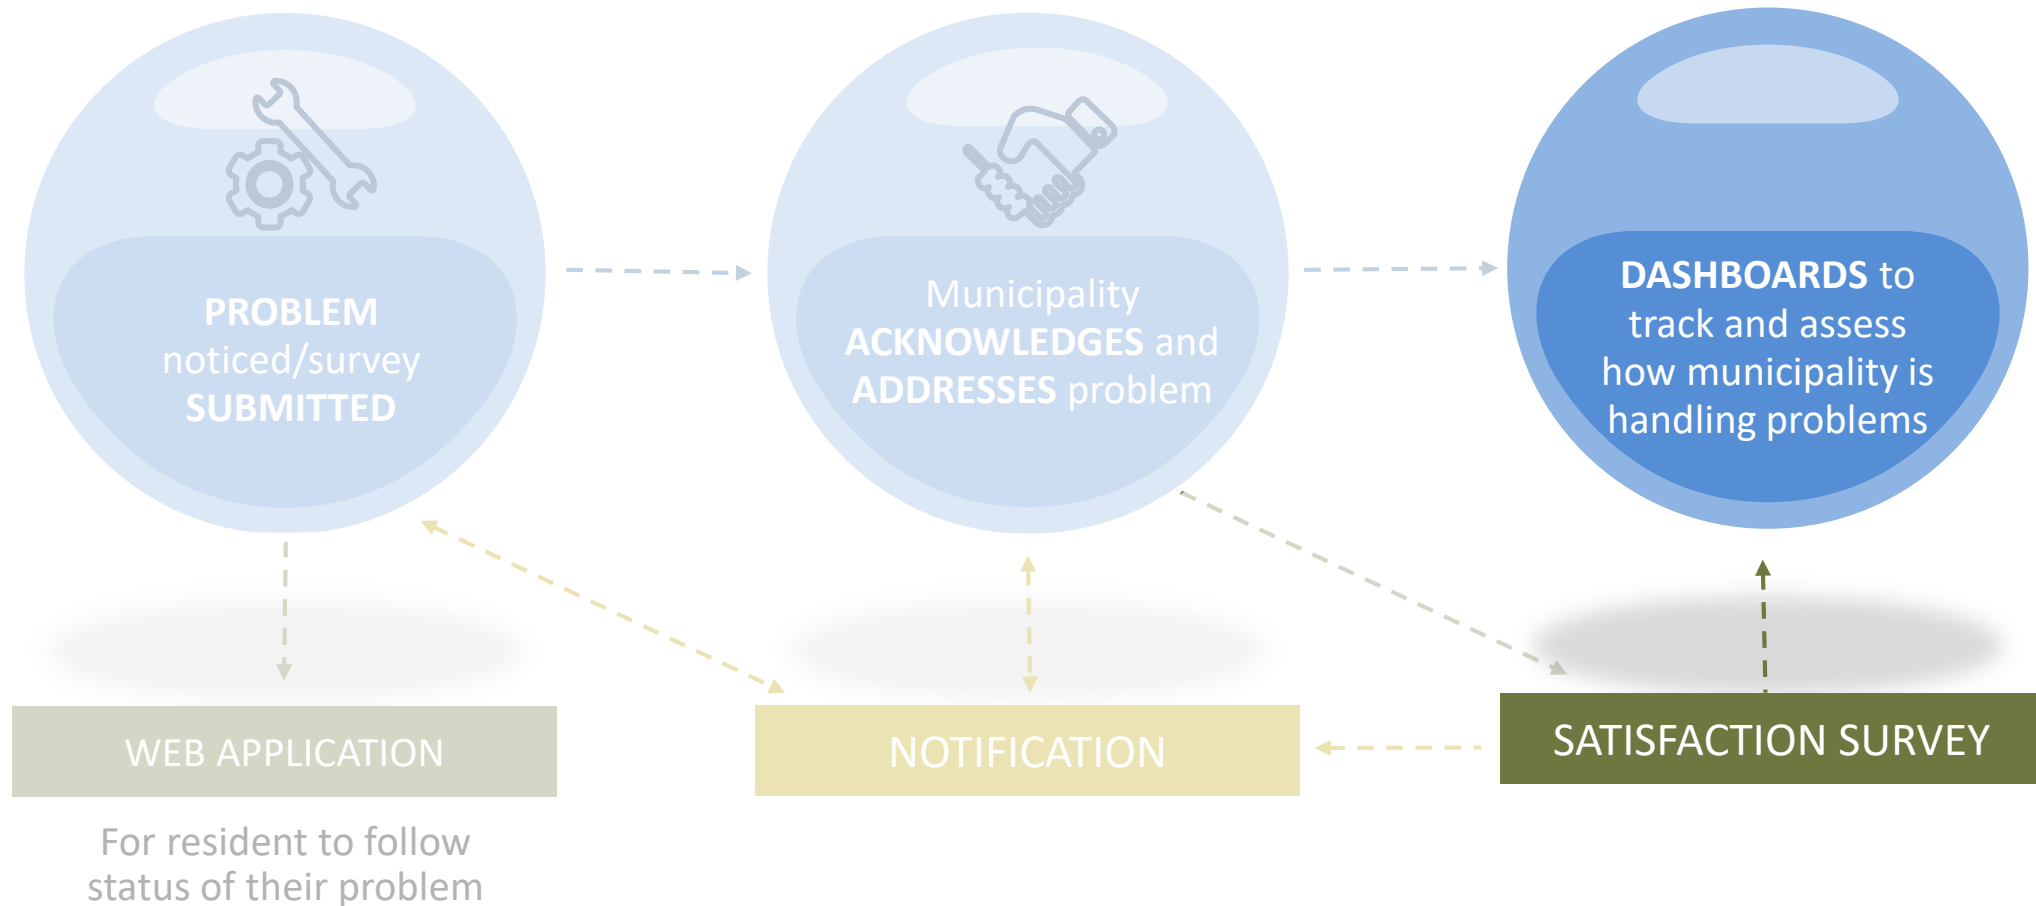 PROBLEM
noticed/survey
SUBMITTED
Municipality
ACKNOWLEDGES and
ADDRESSES problem
DASHBOARDS to
track and assess
how municipality is
handling problems
WEB APPLICATION
NOTIFICATION
SATISFACTION SURVEY
For resident to follow
status of their problem